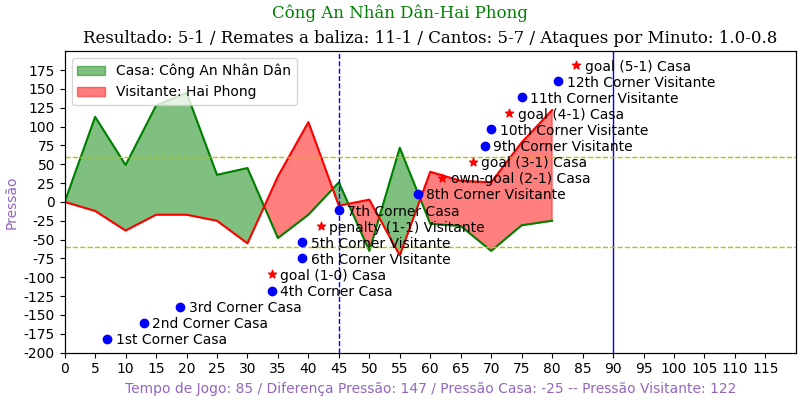 Công An Nhân Dân-Hai Phong
Resultado: 5-1 / Remates a baliza: 11-1 / Cantos: 5-7 / Ataques por Minuto: 1.0-0.8
Casa: Công An Nhân Dân
Visitante: Hai Phong
Pressão
175
150
125
100
75
50
25
0
-25
-50
-75
-100
-125
-150
-175
-200
goal (5-1) Casa
12th Corner Visitante
11th Corner Visitante
goal (4-1) Casa
10th Corner Visitante
9th Corner Visitante
goal (3-1) Casa
own-goal (2-1) Casa
8th Corner Visitante
7th Corner Casa
penalty (1-1) Visitante
5th Corner Visitante
6th Corner Visitante
goal (1-0) Casa
4th Corner Casa
3rd Corner Casa
2nd Corner Casa
1st Corner Casa
0 5 10 15 20 25 30 35 40 45 50 55 60 65 70 75 80 85 90 95 100 105 110 115
Tempo de Jogo: 85 / Diferença Pressão: 147 / Pressão Casa: -25 -- Pressão Visitante: 122